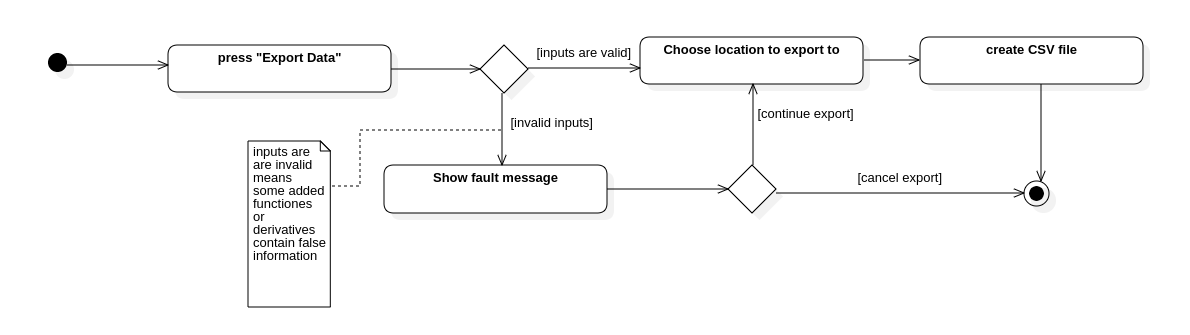 press "Export Data"
[inputs are valid]
Choose location to export to
create CSV file
[invalid inputs]
[continue export]
inputs are
are invalid
means
some added
functiones
or
derivatives
contain false
information
Show fault message
[cancel export]